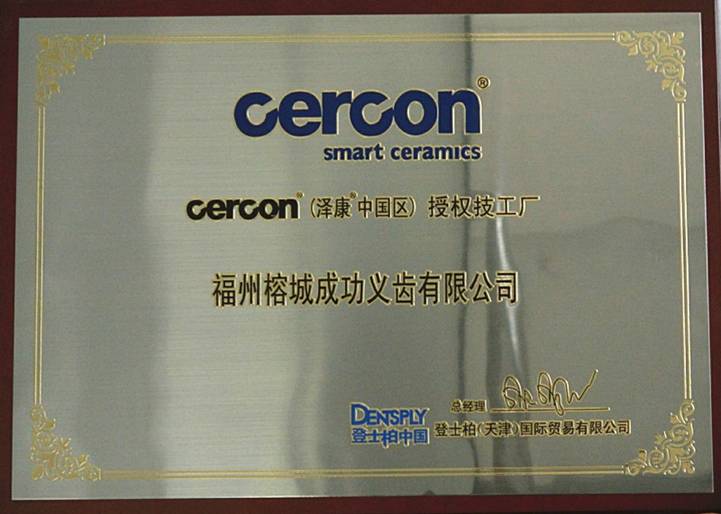 cercon®
smart ceramics
cercon®(泽康®中国区)授权技工厂
福州榕城成功义齿有限公司
总经理
DENTSPLY
登士柏中国
登士柏(天津)国际贸易有限公司